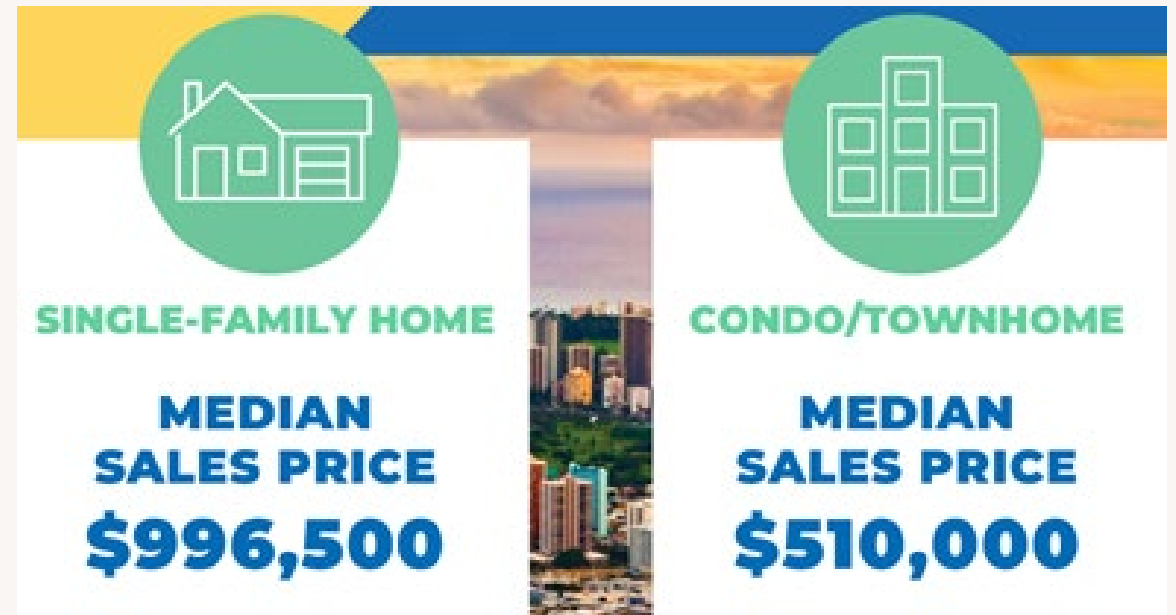 SINGLE-FAMILY HOME
MEDIAN
SALES PRICE
$996,500
CONDO/TOWNHOME
MEDIAN
SALES PRICE
$510,000